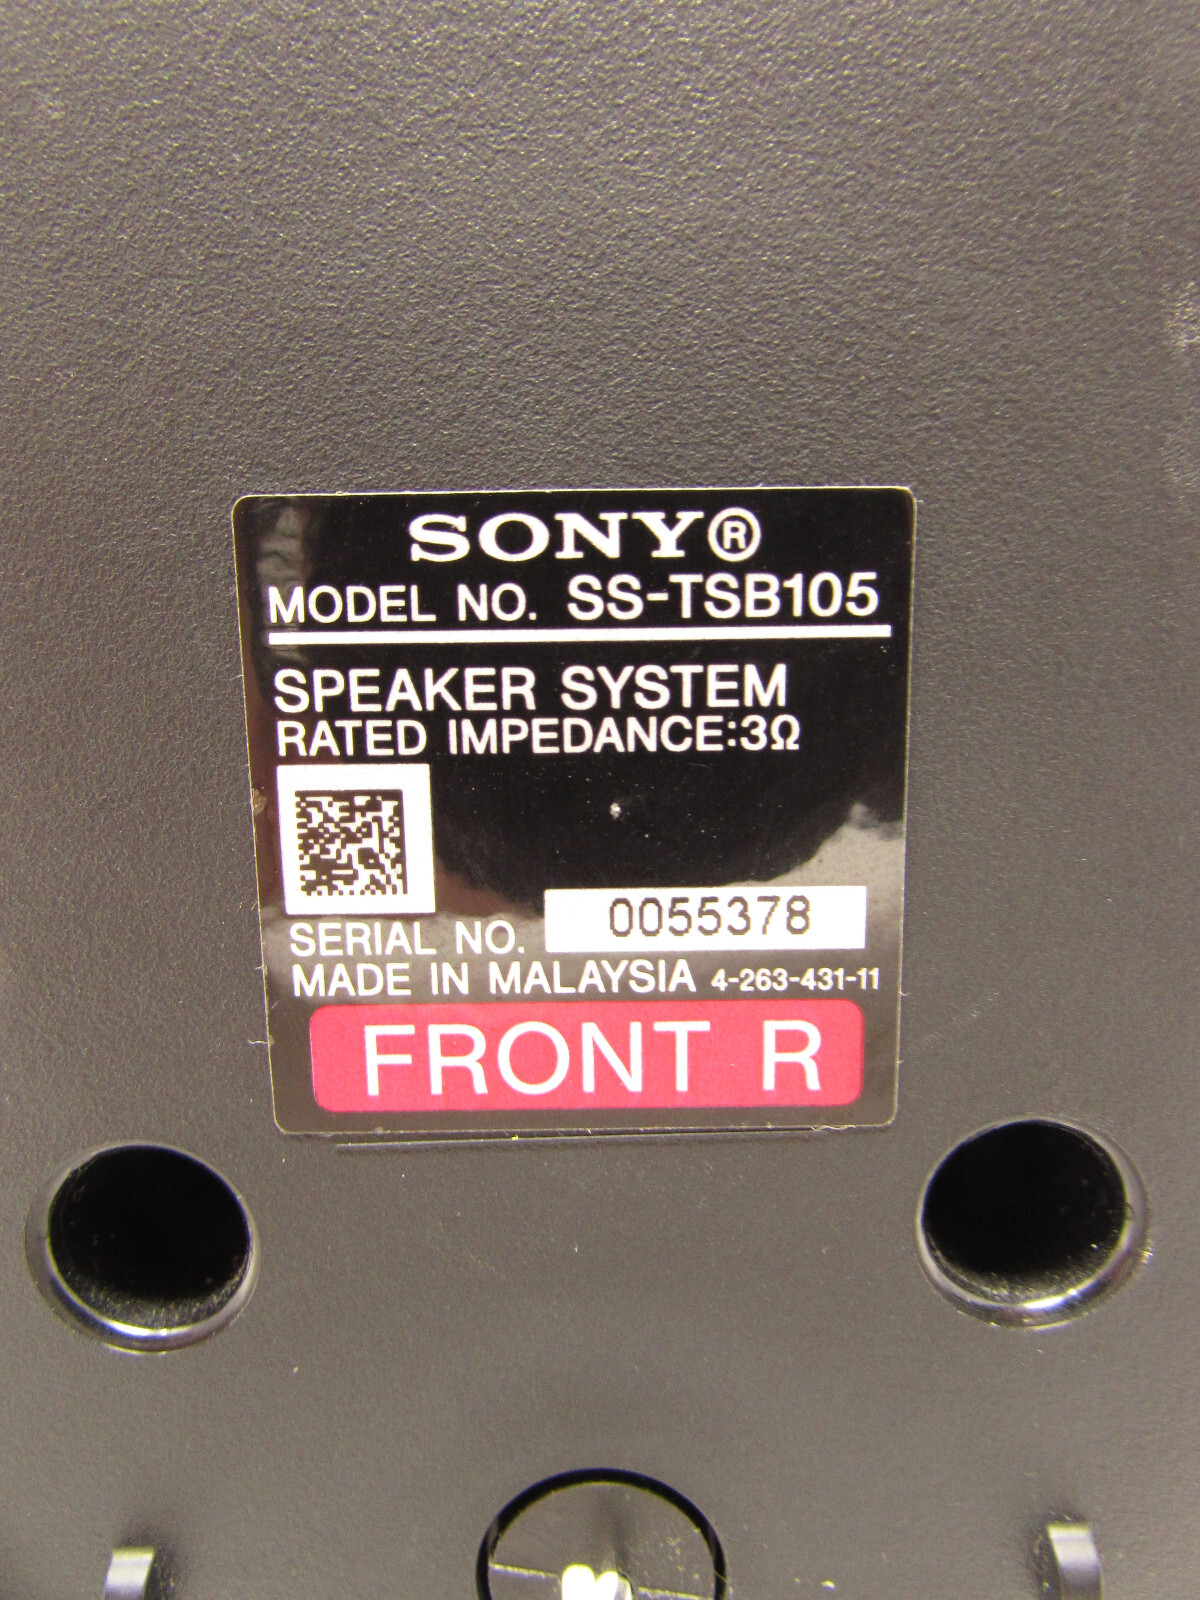 SONY®
MODEL NO. SS-TSB105
SPEAKER SYSTEM
RATED IMPEDANCE:3Ω
SERIAL NO. 0055378
MADE IN MALAYSIA 4-263-431-11
FRONT R